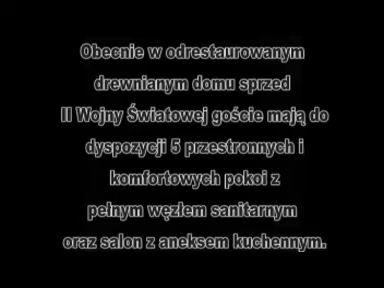 Obecnie w odrestaurowanym
drewnianym domu sprzed
II Wojny Światowej goście mają do
dyspozycji 5 przestronnych i
komfortowych pokoi z
pełnym węzłem sanitarnym
oraz salon z aneksem kuchennym.